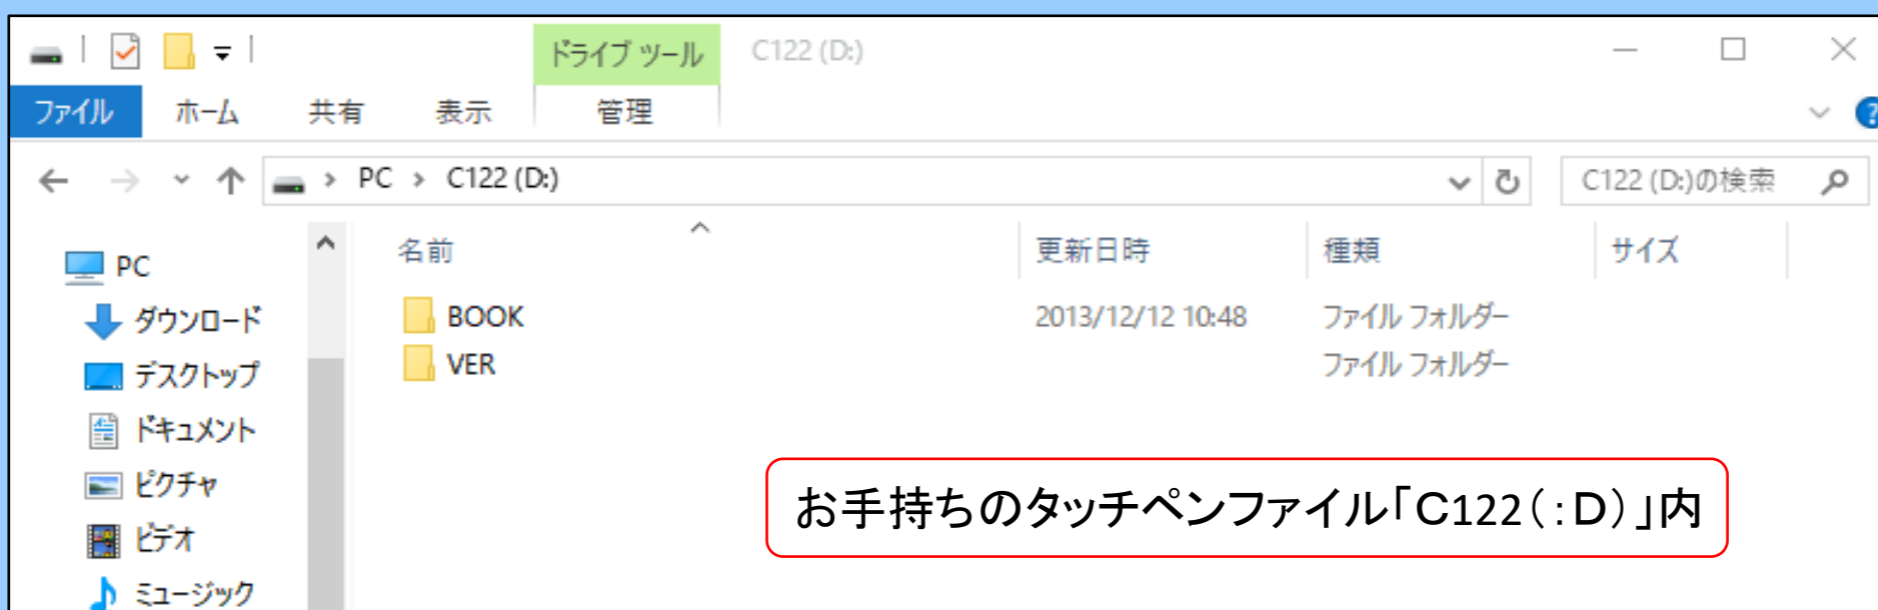 ドライブ ツール C122 (D:)
ファイル ホーム 共有 表示 管理
PC > C122 (D:) C122 (D:)の検索
名前 更新日時 種類 サイズ
PC
ダウンロード
BOOK 2013/12/12 10:48 ファイル フォルダー
VER ファイル フォルダー
デスクトップ
ドキュメント
ピクチャ
お手持ちのタッチペンファイル「C122(:D)」内
ビデオ
ミュージック